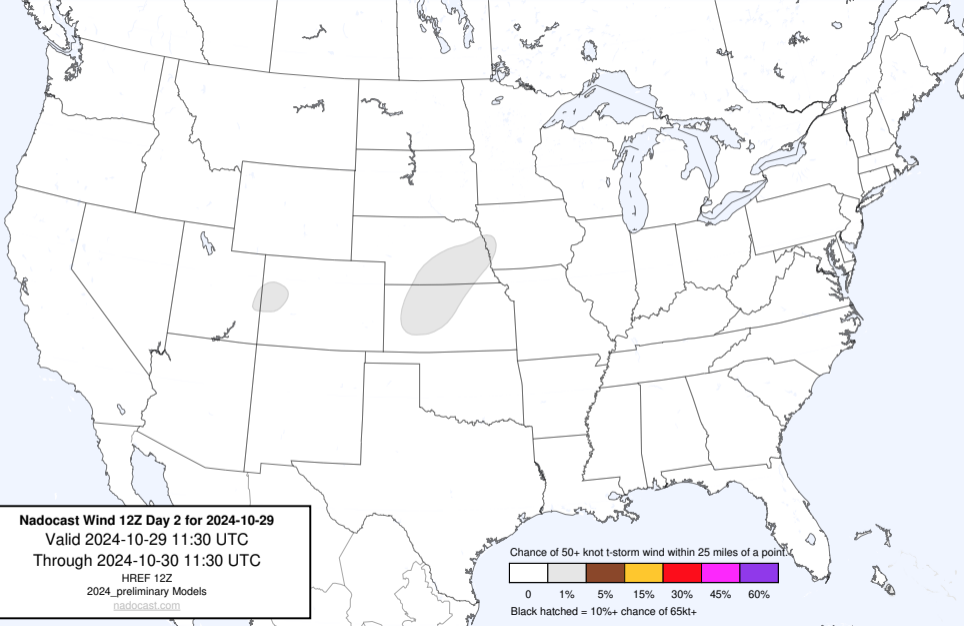 Nadocast Wind 12Z Day 2 for 2024-10-29
Valid 2024-10-29 11:30 UTC
Through 2024-10-30 11:30 UTC
HREF 12Z
2024_preliminary Models
nadocast.com
Chance of 50+ knot t-storm wind within 25 miles of a point.
0 1% 5% 15% 30% 45% 60%
Black hatched = 10%+ chance of 65kt+